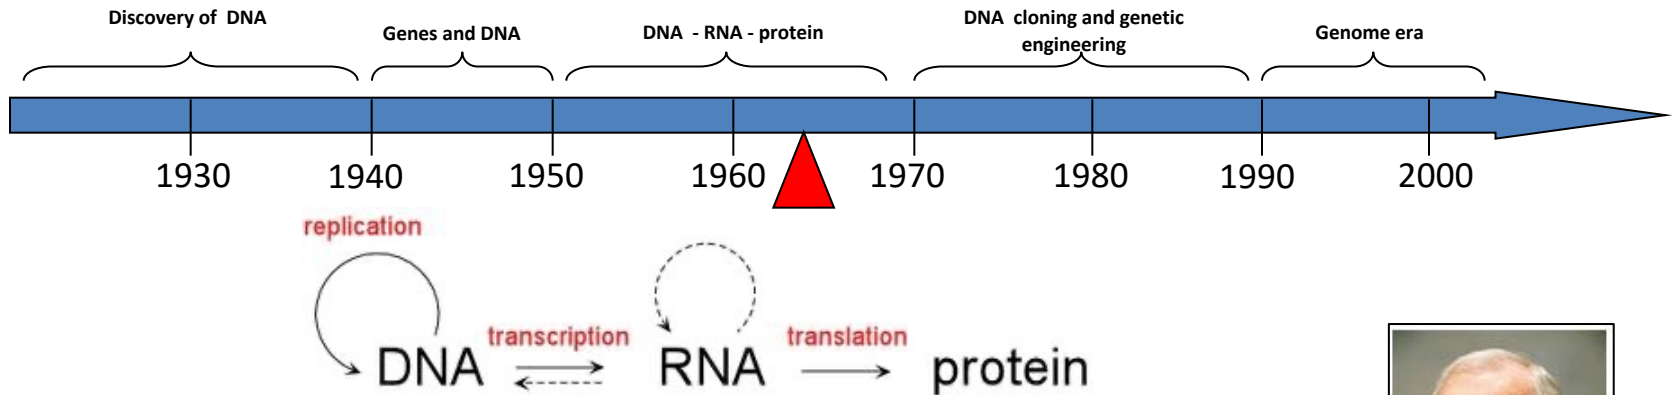 Discovery of  DNA
Genes and DNA
DNA  - RNA - protein
DNA  cloning and genetic
engineering
Genome era
1930
1940
1950
1960
1970
1980
1990
2000
replication
transcription
translation
DNA
RNA
protein